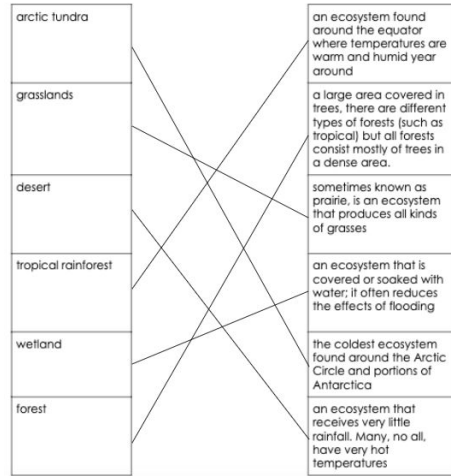 arctic tundra
grasslands
desert
tropical rainforest
wetland
forest
an ecosystem found
around the equator
where temperatures are
warm and humid year
around
a large area covered in
trees, there are different
types of forests (such as
tropical) but all forests
consist mostly of trees in
a dense area.
sometimes known as
prairie, is an ecosystem
that produces all kinds
of grasses
an ecosystem that is
covered or soaked with
water; it often reduces
the effects of flooding
the coldest ecosystem
found around the Arctic
Circle and portions of
Antarctica
an ecosystem that
receives very little
rainfall. Many, no all,
have very hot
temperatures